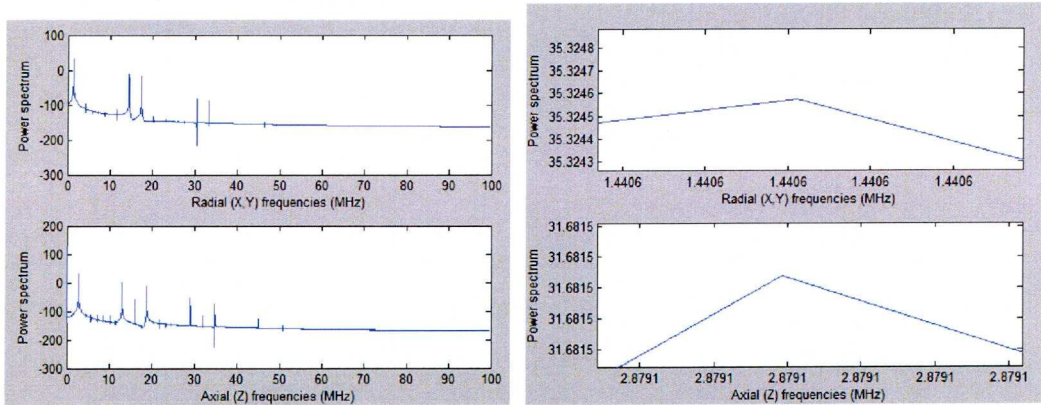 100
0
-100
-200
-300
Power spectrum
0 10 20 30 40 50 60 70 80 90 100
Radial (X,Y) frequencies (MHz)
200
100
0
-100
-200
-300
Power spectrum
0 10 20 30 40 50 60 70 80 90 100
Axial (Z) frequencies (MHz)
35.3248
35.3247
35.3246
35.3245
35.3244
35.3243
Power spectrum
1.4406 1.4406 1.4406 1.4406 1.4406
Radial (X,Y) frequencies (MHz)
31.6815
31.6815
31.6815
31.6815
31.6815
Power spectrum
2.8791 2.8791 2.8791 2.8791 2.8791 2.8791
Axial (Z) frequencies (MHz)